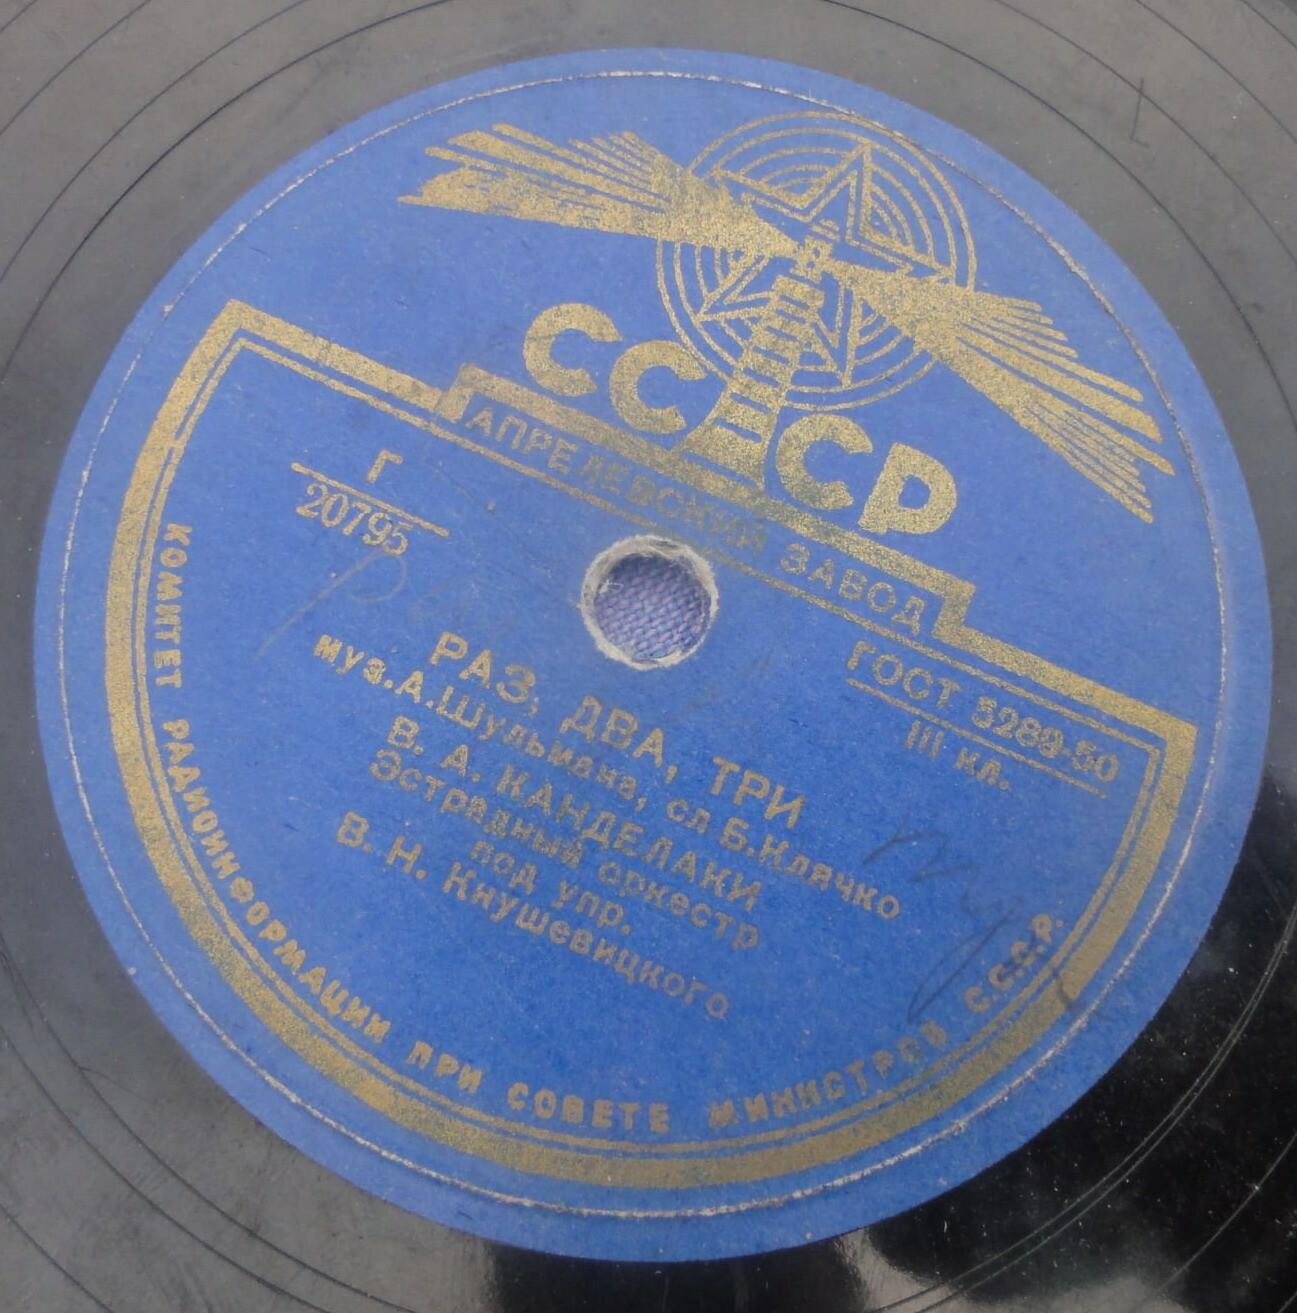 СССР
АПРЕЛЕВСКИЙ ЗАВОД
Г
20795
ГОСТ 5289-50
III КЛ.
РАЗ, ДВА, ТРИ
муз.А.Шульмана, сл Б.Клячко
В. А. КАНДЕЛАКИ
Эстрадный оркестр
под упр.
В. Н. Кнушевицкого
КОМИТЕТ РАДИОИНФОРМАЦИИ ПРИ СОВЕТЕ МИНИСТРОВ С.С.С.Р.